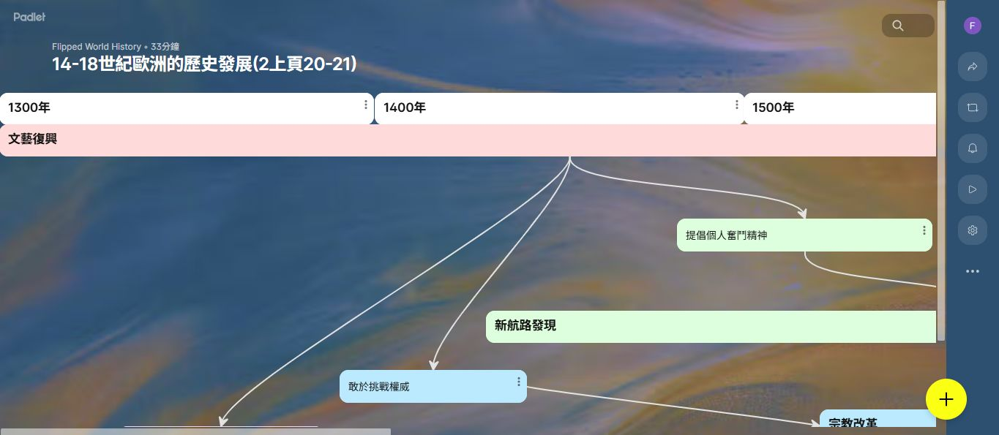 Padlet
F
Flipped World History • 33分鐘
14-18世紀歐洲的歷史發展(2上頁20-21)
1300年
1400年
1500年
文藝復興
提倡個人奮鬥精神
新航路發現
敢於挑戰權威
宗教改革